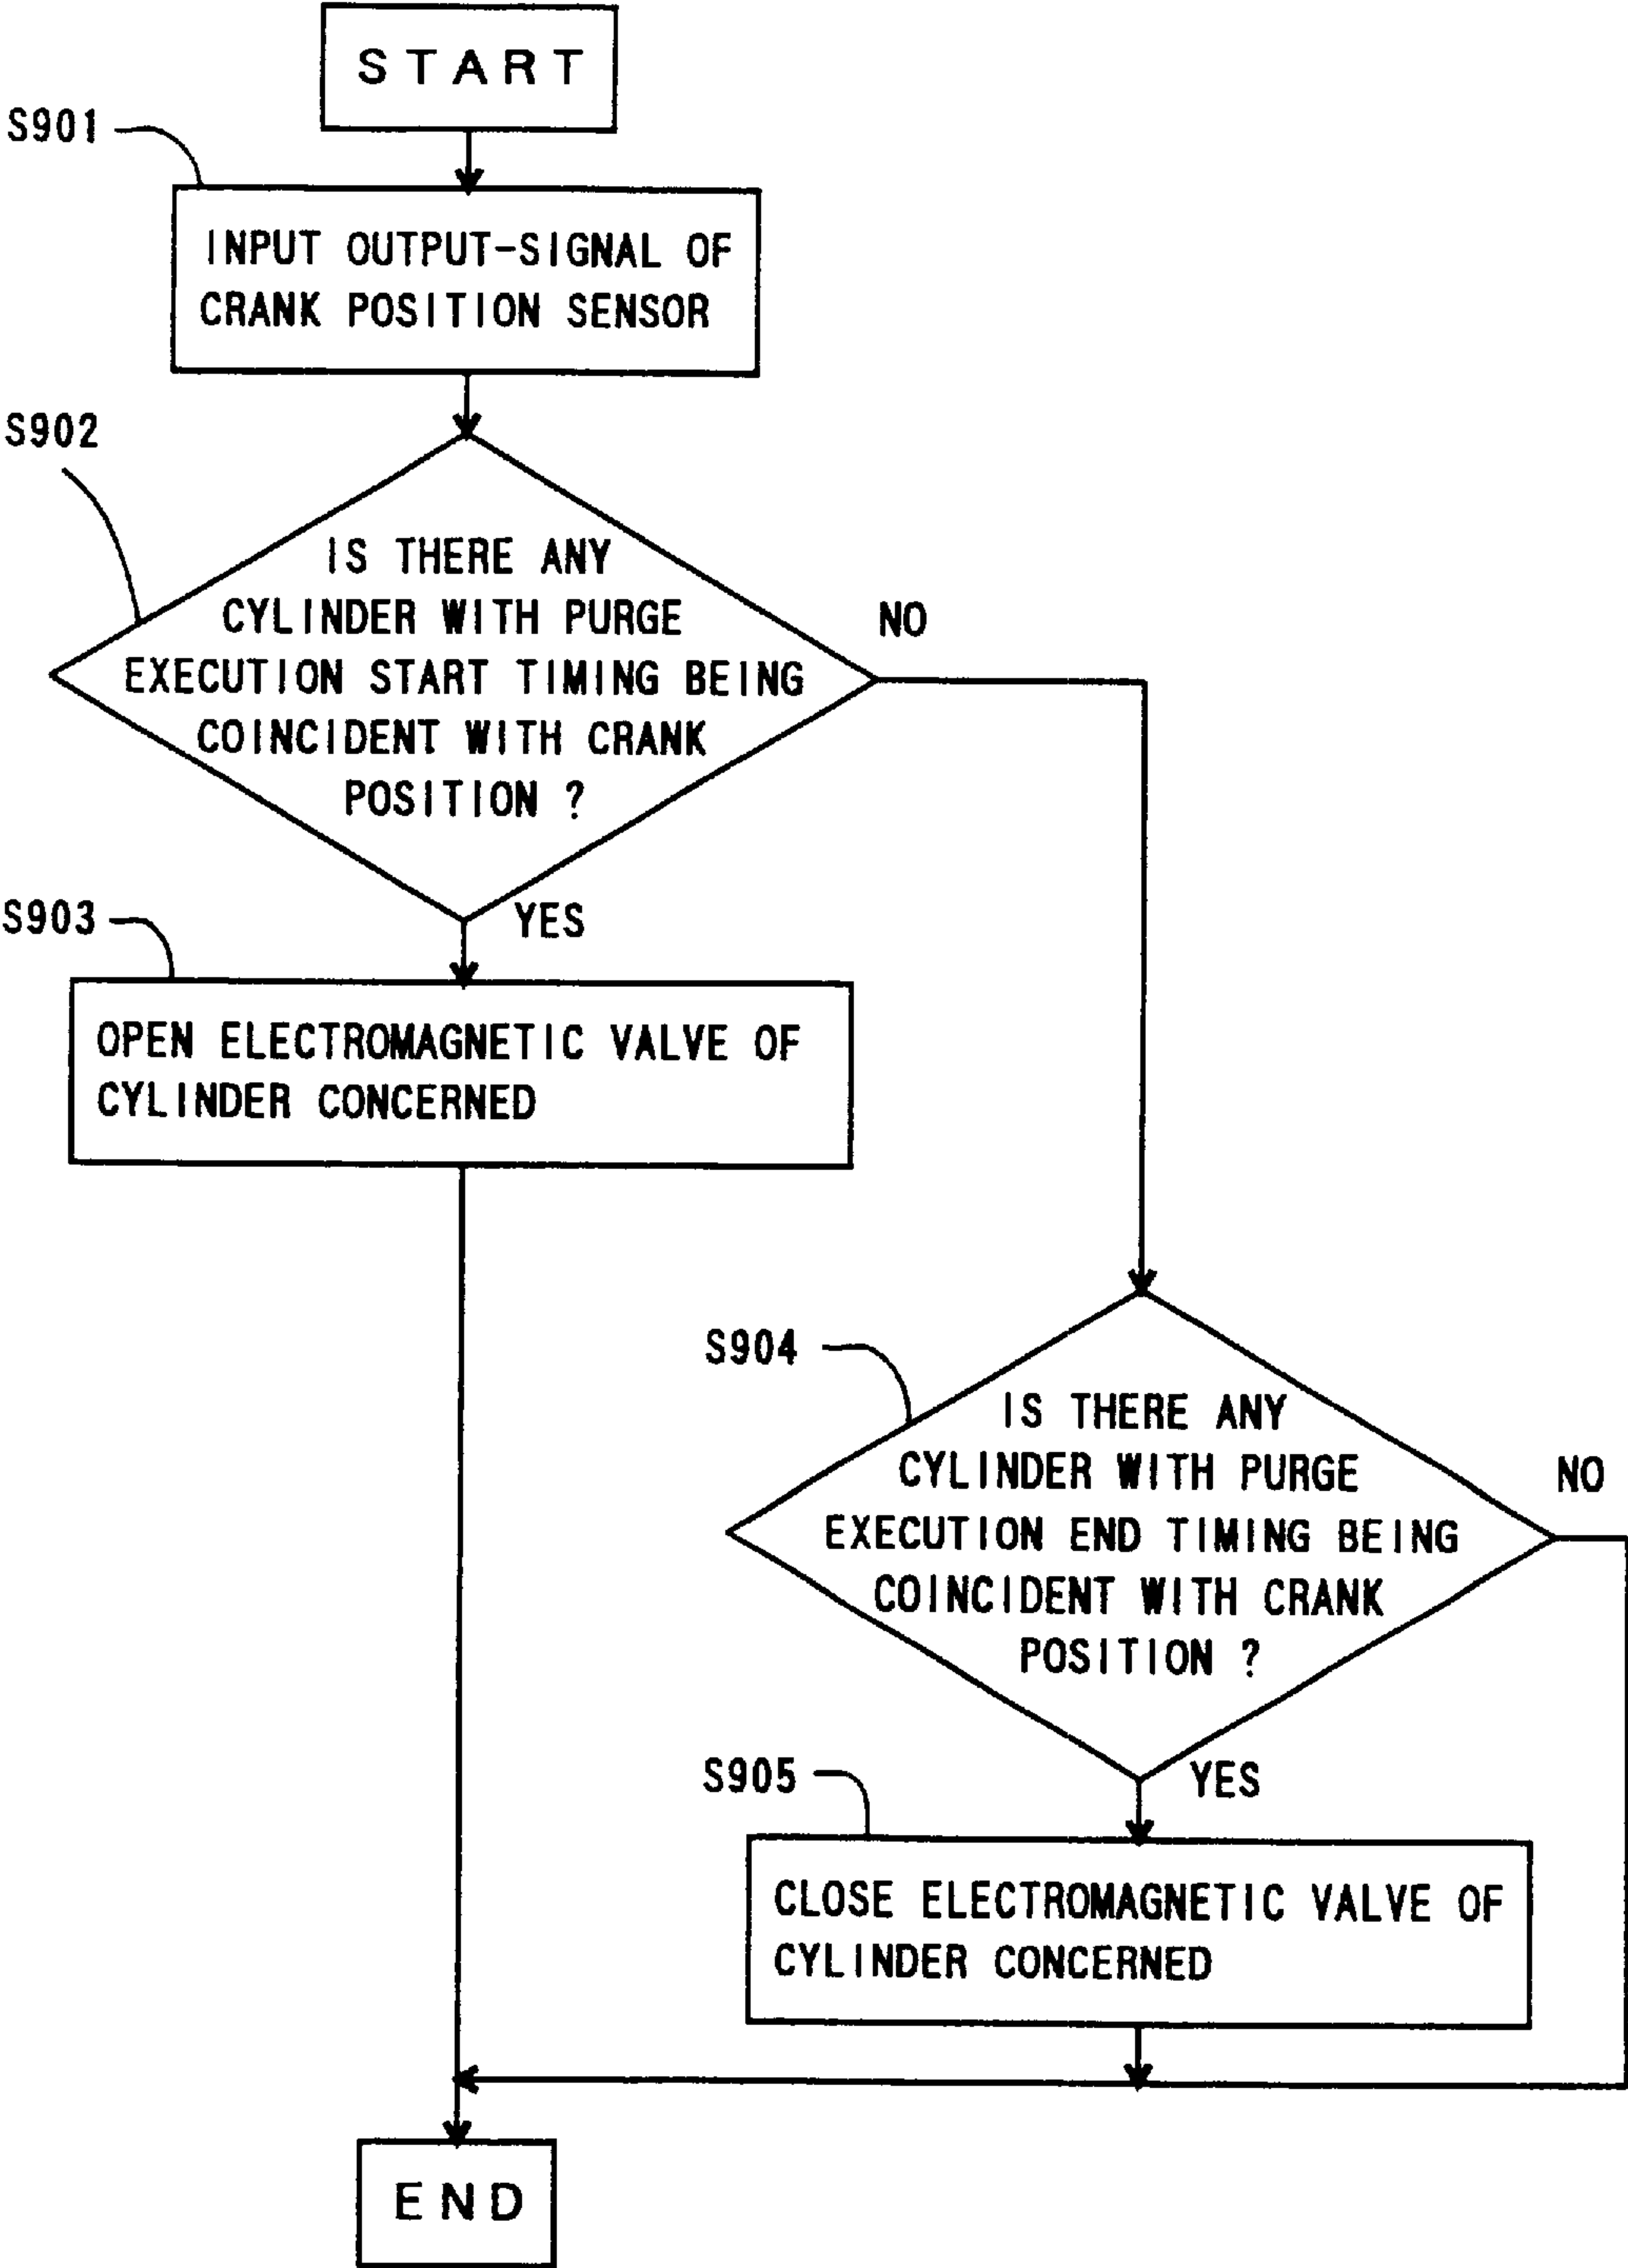 START
S901
INPUT OUTPUT-SIGNAL OF
CRANK POSITION SENSOR
S902
IS THERE ANY
CYLINDER WITH PURGE
EXECUTION START TIMING BEING
COINCIDENT WITH CRANK
POSITION ?
NO
YES
S903
OPEN ELECTROMAGNETIC VALVE OF
CYLINDER CONCERNED
S904
IS THERE ANY
CYLINDER WITH PURGE
EXECUTION END TIMING BEING
COINCIDENT WITH CRANK
POSITION ?
NO
YES
S905
CLOSE ELECTROMAGNETIC VALVE OF
CYLINDER CONCERNED
END